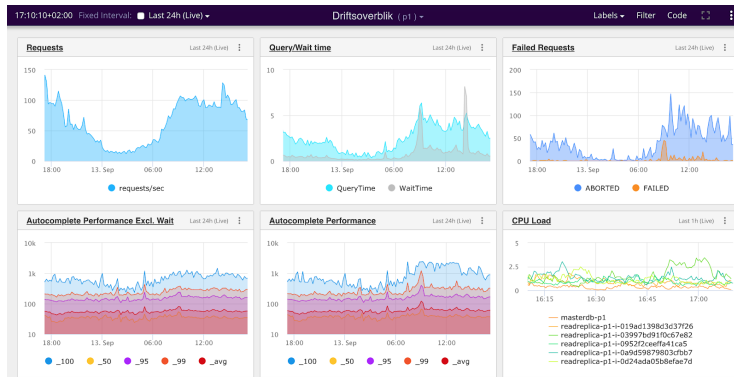 17:10:10+02:00 Fixed Interval: Last 24h (Live)
Driftsoverblik ( p1 )
Labels Filter Code
Requests Last 24h (Live)
150
100
50
0
18:00 13. Sep 06:00 12:00
requests/sec
Query/Wait time Last 24h (Live)
10
5
0
18:00 13. Sep 06:00 12:00
QueryTime WaitTime
Failed Requests Last 24h (Live)
200
150
100
50
0
18:00 13. Sep 06:00 12:00
ABORTED FAILED
Autocomplete Performance Excl. Wait Last 24h (Live)
10k
1k
100
10
18:00 13. Sep 06:00 12:00
_100 _50 _95 _99 _avg
Autocomplete Performance Last 24h (Live)
10k
1k
100
10
18:00 13. Sep 06:00 12:00
_100 _50 _95 _99 _avg
CPU Load Last 1h (Live)
5
2.5
0
16:15 16:30 16:45 17:00
masterdb-p1
readreplica-p1-i-019ad1398d3d37f26
readreplica-p1-i-03997bd91f0c67e82
readreplica-p1-i-0952f2ceeffa41ca5
readreplica-p1-i-0a9d59879803cfbb7
readreplica-p1-i-0d24ada05b8efae7d